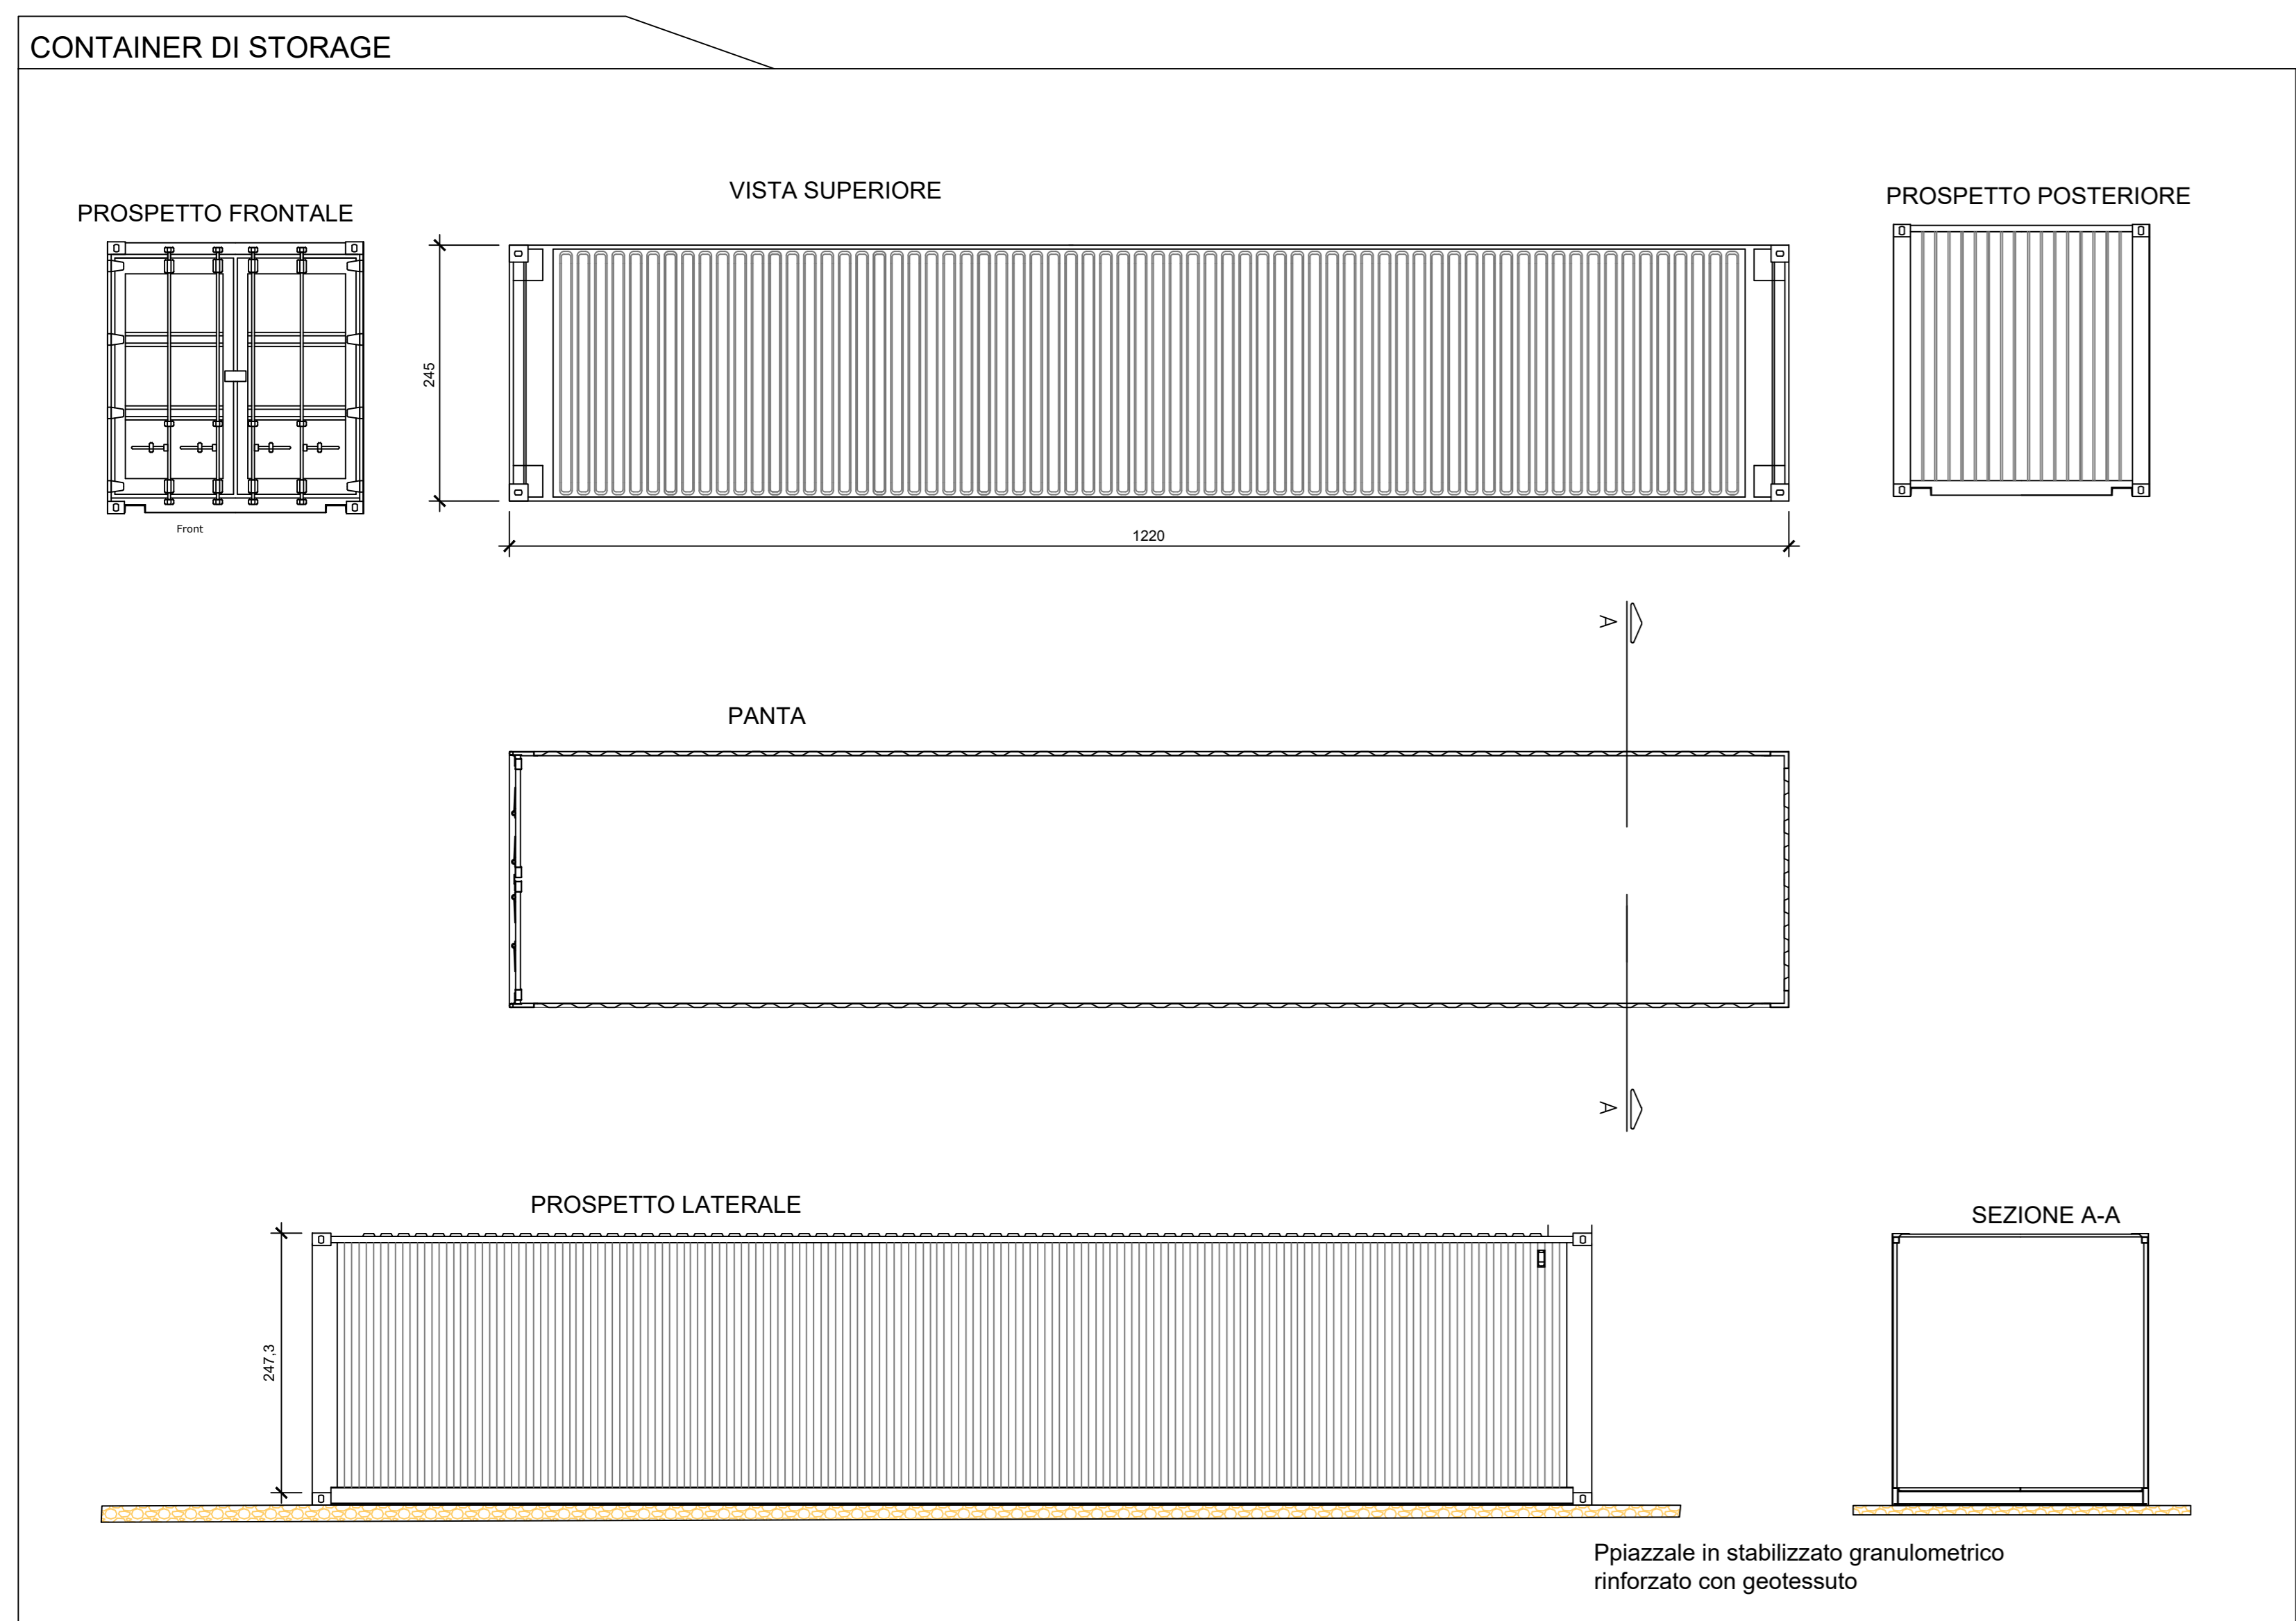 CONTAINER DI STORAGE
VISTA SUPERIORE
PROSPETTO FRONTALE
PROSPETTO POSTERIORE
245
Front
1220
A
PANTA
A
PROSPETTO LATERALE
SEZIONE A-A
247,3
Ppiazzale in stabilizzato granulometrico
rinforzato con geotessuto